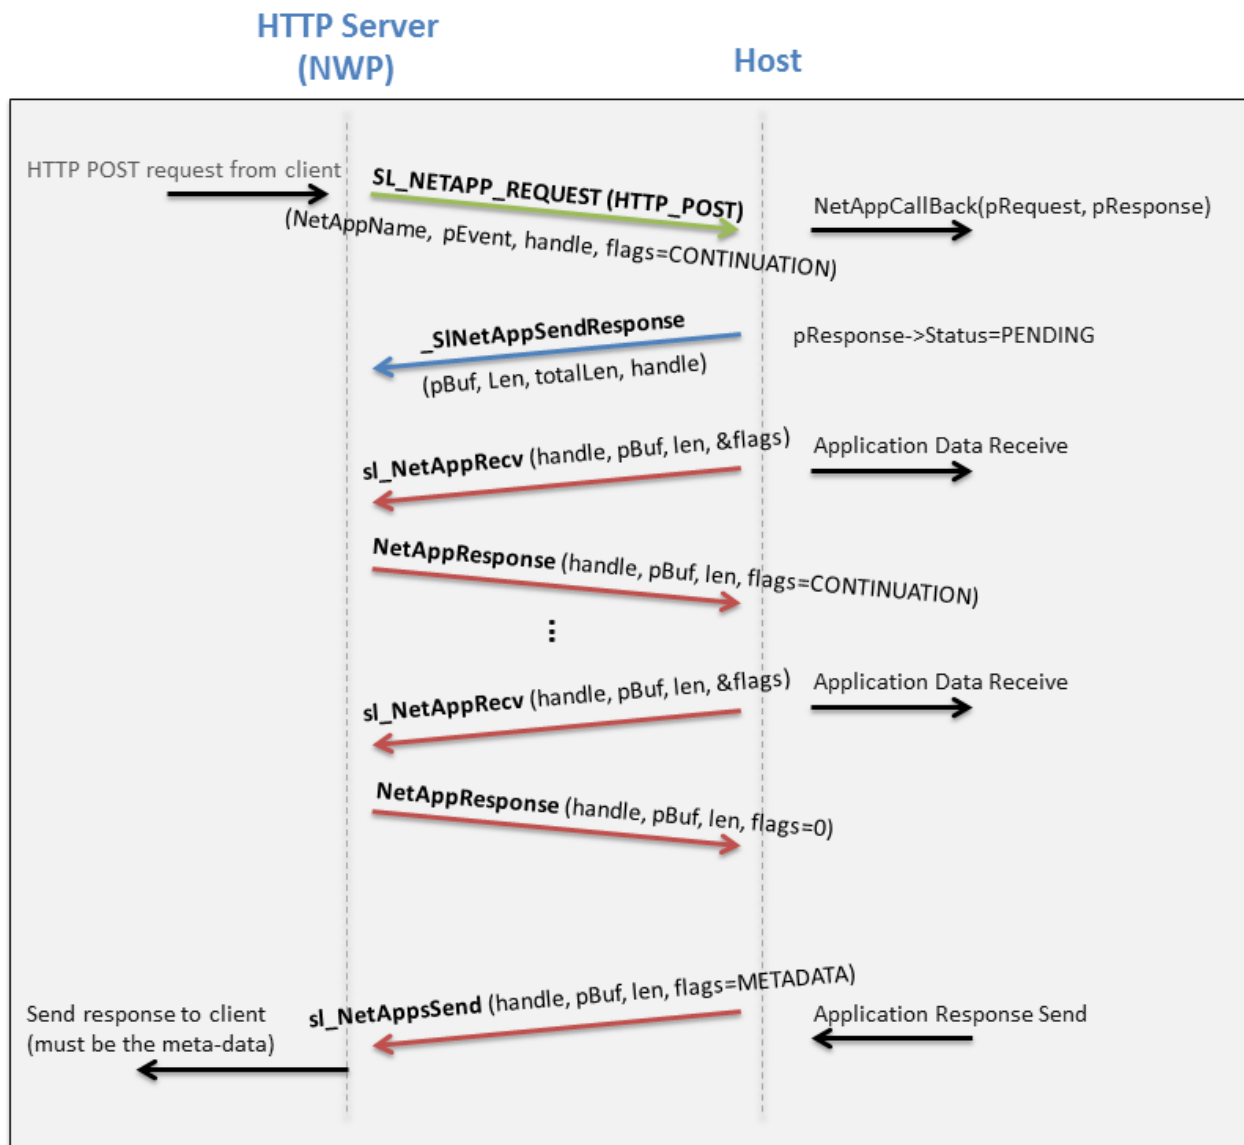 HTTP Server
(NWP)
Host
HTTP POST request from client
SL_NETAPP_REQUEST (HTTP_POST)
(NetAppName, pEvent, handle, flags=CONTINUATION)
NetAppCallBack(pRequest, pResponse)
_SlNetAppSendResponse
(pBuf, Len, totalLen, handle)
pResponse->Status=PENDING
sl_NetAppRecv (handle, pBuf, len, &flags)
Application Data Receive
NetAppResponse (handle, pBuf, len, flags=CONTINUATION)
...
sl_NetAppRecv (handle, pBuf, len, &flags)
Application Data Receive
NetAppResponse (handle, pBuf, len, flags=0)
sl_NetAppsSend (handle, pBuf, len, flags=METADATA)
Send response to client
(must be the meta-data)
Application Response Send